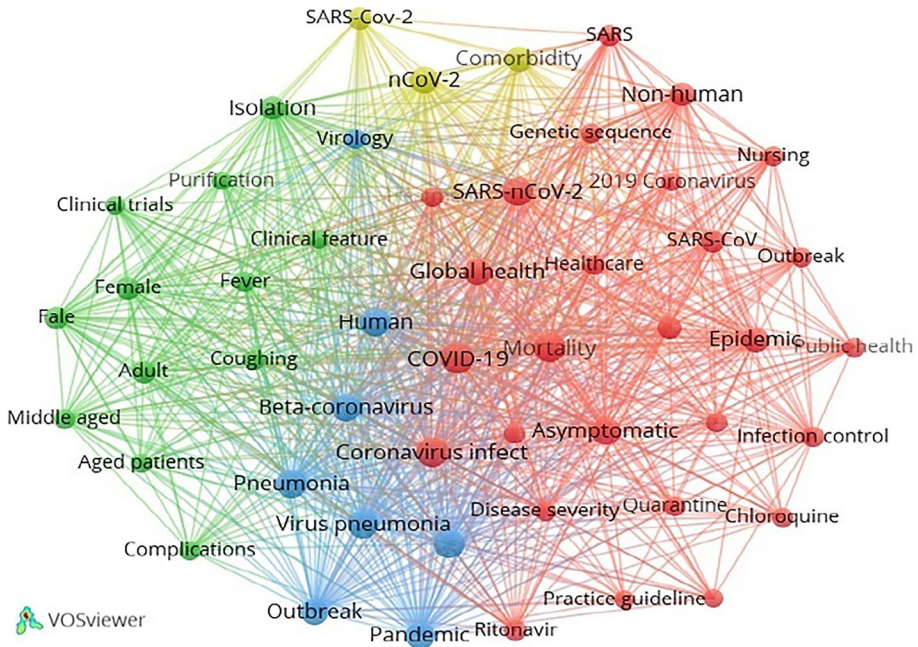 SARS-Cov-2
SARS
Comorbidity
nCoV-2
Non-human
Isolation
Genetic sequence
Virology
Nursing
Purification
2019 Coronavirus
SARS-nCoV-2
Clinical trials
Clinical feature
SARS-CoV
Outbreak
Global health
Healthcare
Fever
Female
Fale
Human
Epidemic
Public health
Mortality
COVID-19
Coughing
Adult
Beta-coronavirus
Middle aged
Asymptomatic
Infection control
Coronavirus infect
Aged patients
Pneumonia
Disease severity
Quarantine
Chloroquine
Virus pneumonia
Complications
Practice guideline
Outbreak
Pandemic
Ritonavir
VOSviewer